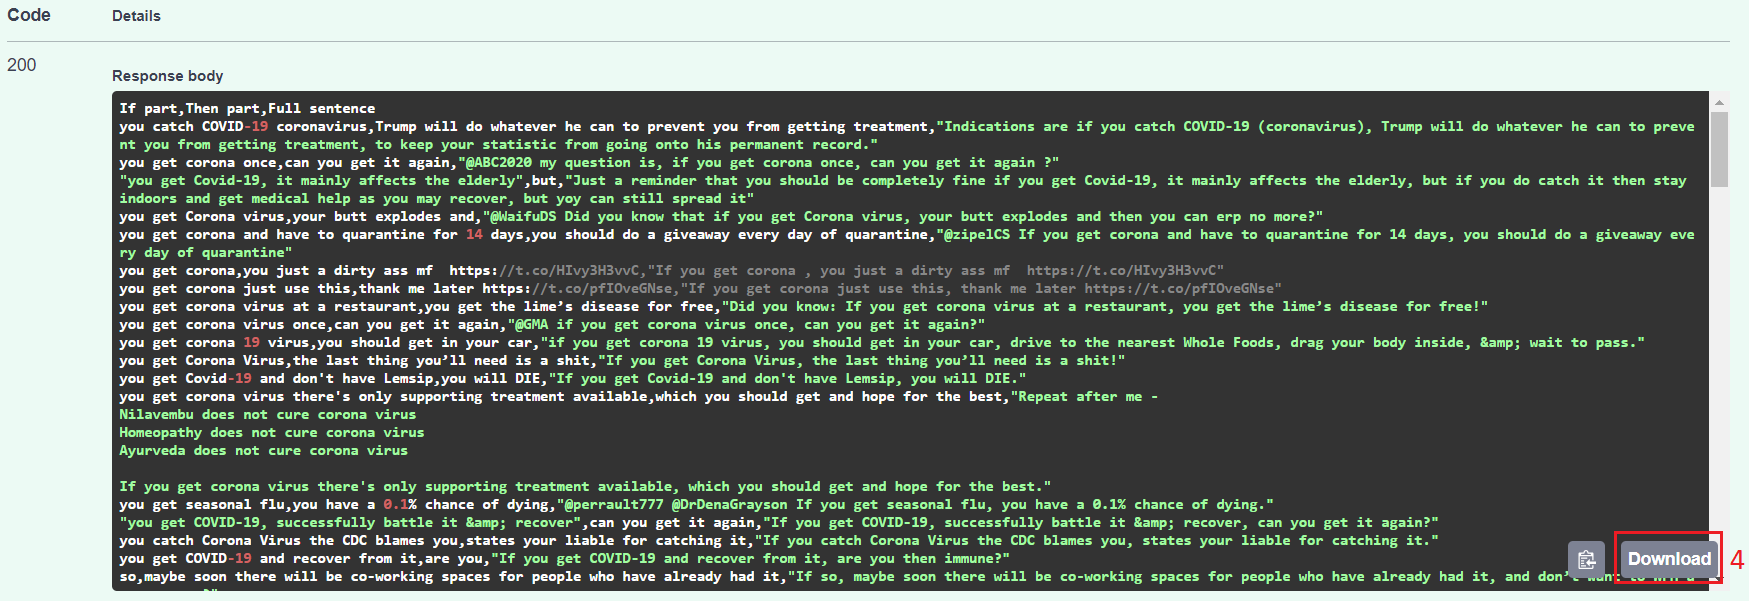 Code Details
200
Response body
If part,Then part,Full sentence
you catch COVID-19 coronavirus,Trump will do whatever he can to prevent you from getting treatment,"Indications are if you catch COVID-19 (coronavirus), Trump will do whatever he can to preve
nt you from getting treatment, to keep your statistic from going onto his permanent record."
you get corona once,can you get it again,"@ABC2020 my question is, if you get corona once, can you get it again ?"
"you get Covid-19, it mainly affects the elderly",but,"Just a reminder that you should be completely fine if you get Covid-19, it mainly affects the elderly, but if you do catch it then stay
indoors and get medical help as you may recover, but yoy can still spread it"
you get Corona virus,your butt explodes and,"@WaifuDS Did you know that if you get Corona virus, your butt explodes and then you can erp no more?"
you get corona and have to quarantine for 14 days,you should do a giveaway every day of quarantine,"@zipelCS If you get corona and have to quarantine for 14 days, you should do a giveaway eve
ry day of quarantine"
you get corona,you just a dirty ass mf  https://t.co/HIvy3H3vvC,"If you get corona , you just a dirty ass mf  https://t.co/HIvy3H3vvC"
you get corona just use this,thank me later https://t.co/pfIOveGNse,"If you get corona just use this, thank me later https://t.co/pfIOveGNse"
you get corona virus at a restaurant,you get the lime’s disease for free,"Did you know: If you get corona virus at a restaurant, you get the lime’s disease for free!"
you get corona virus once,can you get it again,"@GMA if you get corona virus once, can you get it again?"
you get corona 19 virus,you should get in your car,"if you get corona 19 virus, you should get in your car, drive to the nearest Whole Foods, drag your body inside, &amp; wait to pass."
you get Corona Virus,the last thing you’ll need is a shit,"If you get Corona Virus, the last thing you’ll need is a shit!"
you get Covid-19 and don't have Lemsip,you will DIE,"If you get Covid-19 and don't have Lemsip, you will DIE."
you get corona virus there's only supporting treatment available,which you should get and hope for the best,"Repeat after me -
Nilavembu does not cure corona virus
Homeopathy does not cure corona virus
Ayurveda does not cure corona virus
If you get corona virus there's only supporting treatment available, which you should get and hope for the best."
you get seasonal flu,you have a 0.1% chance of dying,"@perrault777 @DrDenaGrayson If you get seasonal flu, you have a 0.1% chance of dying."
"you get COVID-19, successfully battle it &amp; recover",can you get it again,"If you get COVID-19, successfully battle it &amp; recover, can you get it again?"
you catch Corona Virus the CDC blames you,states your liable for catching it,"If you catch Corona Virus the CDC blames you, states your liable for catching it."
you get COVID-19 and recover from it,are you,"If you get COVID-19 and recover from it, are you then immune?"
Download 4
so,maybe soon there will be co-working spaces for people who have already had it,"If so, maybe soon there will be co-working spaces for people who have already had it, and don't